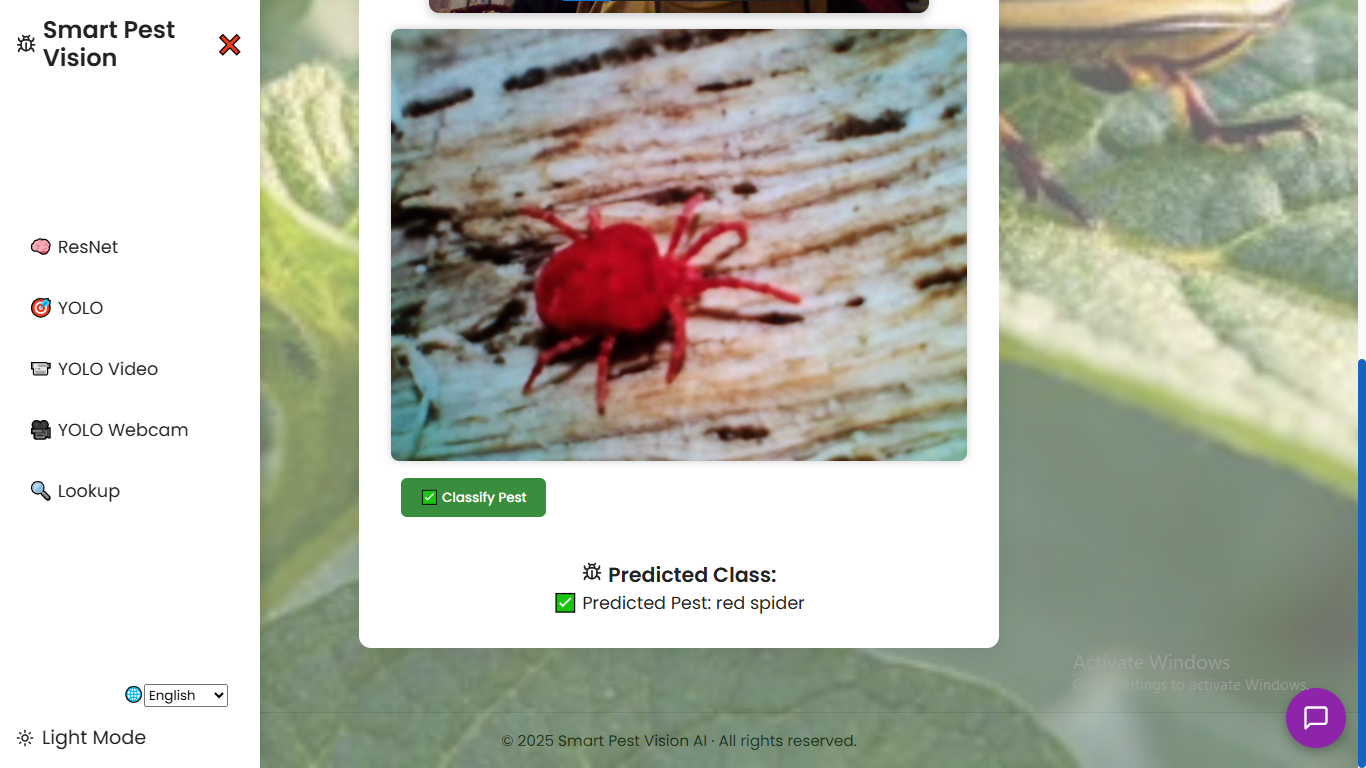 Smart Pest
Vision
ResNet
YOLO
YOLO Video
YOLO Webcam
Lookup
English
Light Mode
Classify Pest
Predicted Class:
Predicted Pest: red spider
Activate Windows
Go to Settings to activate Windows.
© 2025 Smart Pest Vision AI · All rights reserved.